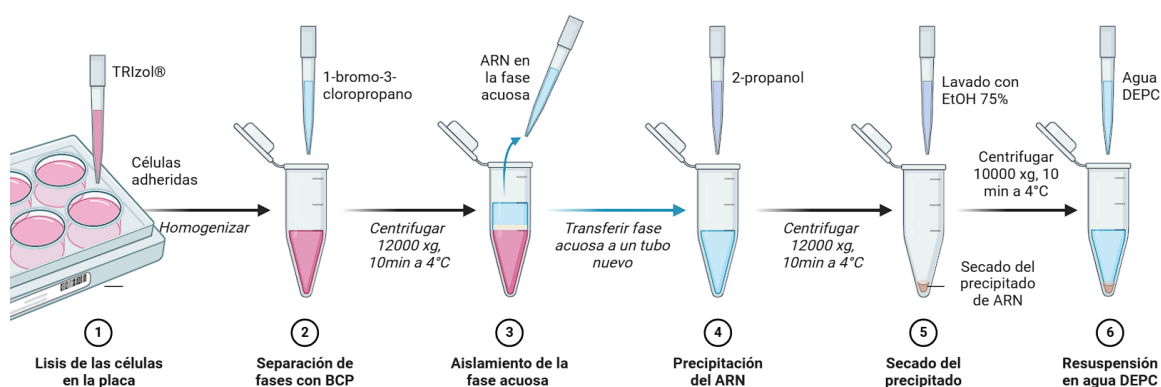 TRIzol®
Células
adheridas
Homogenizar
1
Lisis de las células
en la placa
1-bromo-3-
cloropropano
Centrifugar
12000 xg,
10min a 4°C
2
Separación de
fases con BCP
ARN en
la fase
acuosa
Transferir fase
acuosa a un tubo
nuevo
3
Aislamiento de la
fase acuosa
2-propanol
Centrifugar
12000 xg,
10min a 4°C
4
Precipitación
del ARN
Lavado con
EtOH 75%
Centrifugar
10000 xg, 10
min a 4°C
Secado del
precipitado
de ARN
5
Secado del
precipitado
Agua
DEPC
6
Resuspensión
en agua DEPC